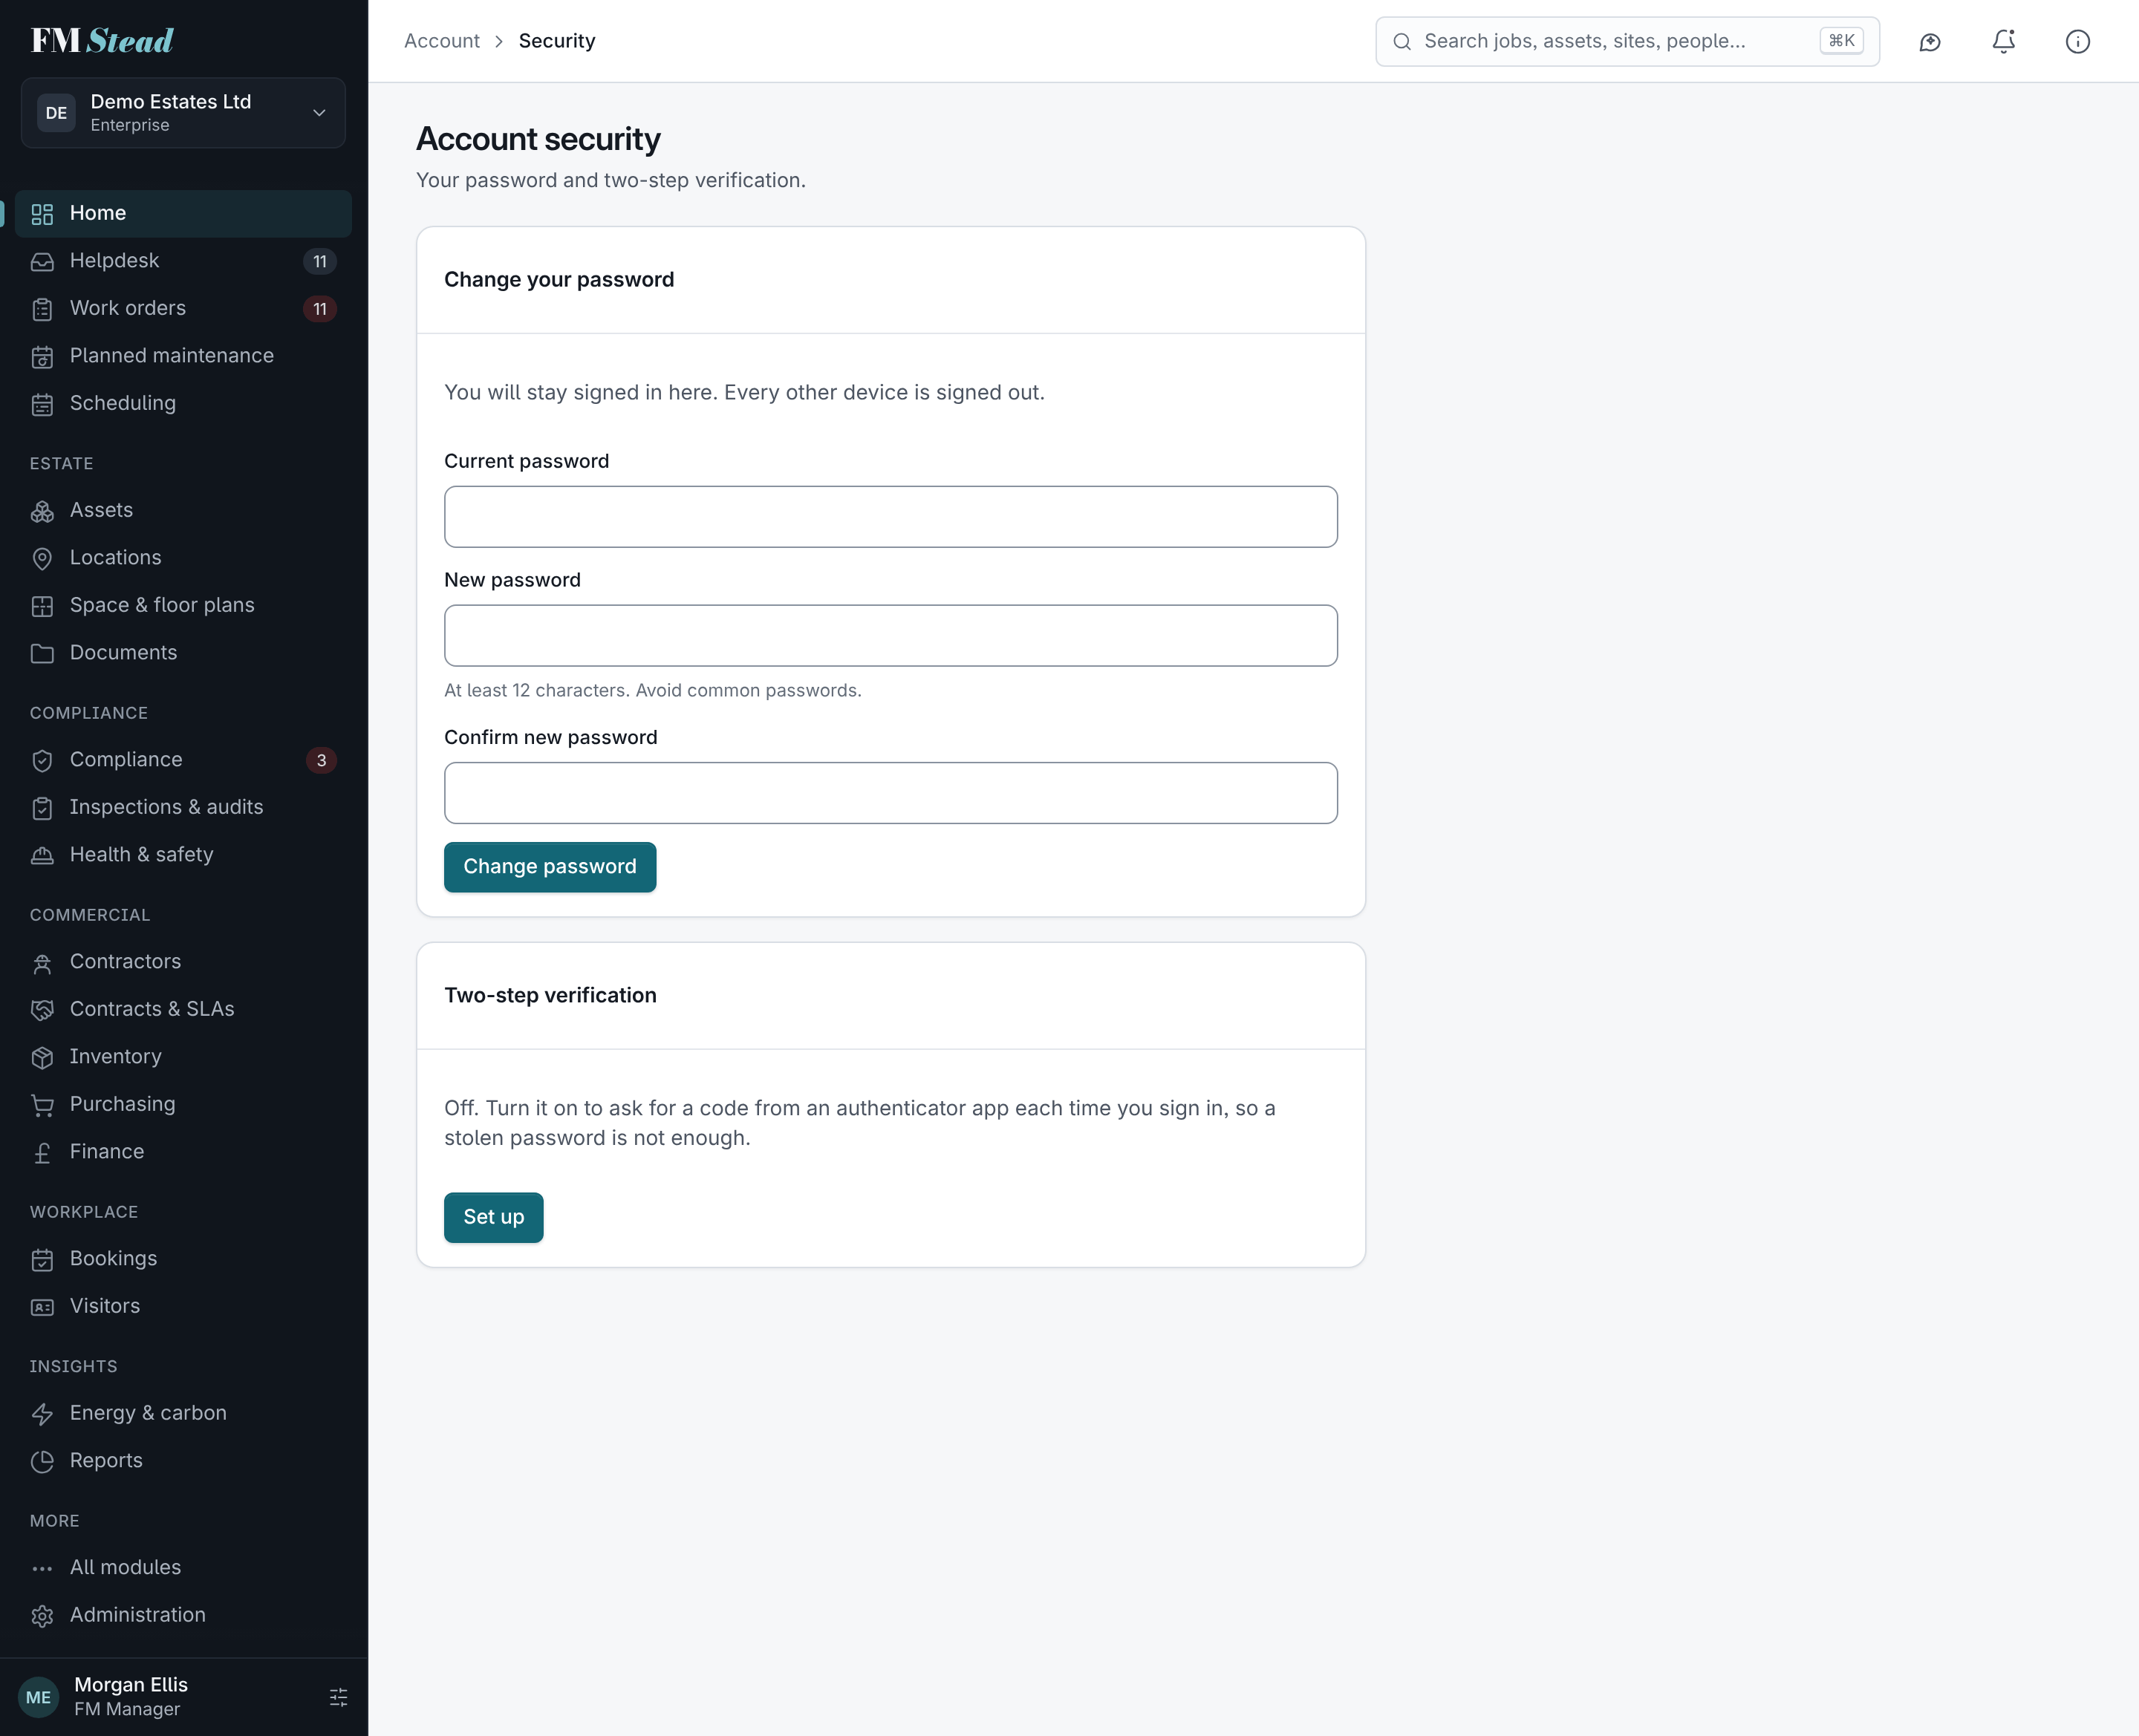 FM Stead
DE
Demo Estates Ltd
Enterprise
Home
Helpdesk 11
Work orders 11
Planned maintenance
Scheduling
ESTATE
Assets
Locations
Space & floor plans
Documents
COMPLIANCE
Compliance 3
Inspections & audits
Health & safety
COMMERCIAL
Contractors
Contracts & SLAs
Inventory
Purchasing
Finance
WORKPLACE
Bookings
Visitors
INSIGHTS
Energy & carbon
Reports
MORE
All modules
Administration
ME
Morgan Ellis
FM Manager
Account > Security
Search jobs, assets, sites, people... ⌘K
Account security
Your password and two-step verification.
Change your password
You will stay signed in here. Every other device is signed out.
Current password
New password
At least 12 characters. Avoid common passwords.
Confirm new password
Change password
Two-step verification
Off. Turn it on to ask for a code from an authenticator app each time you sign in, so a
stolen password is not enough.
Set up